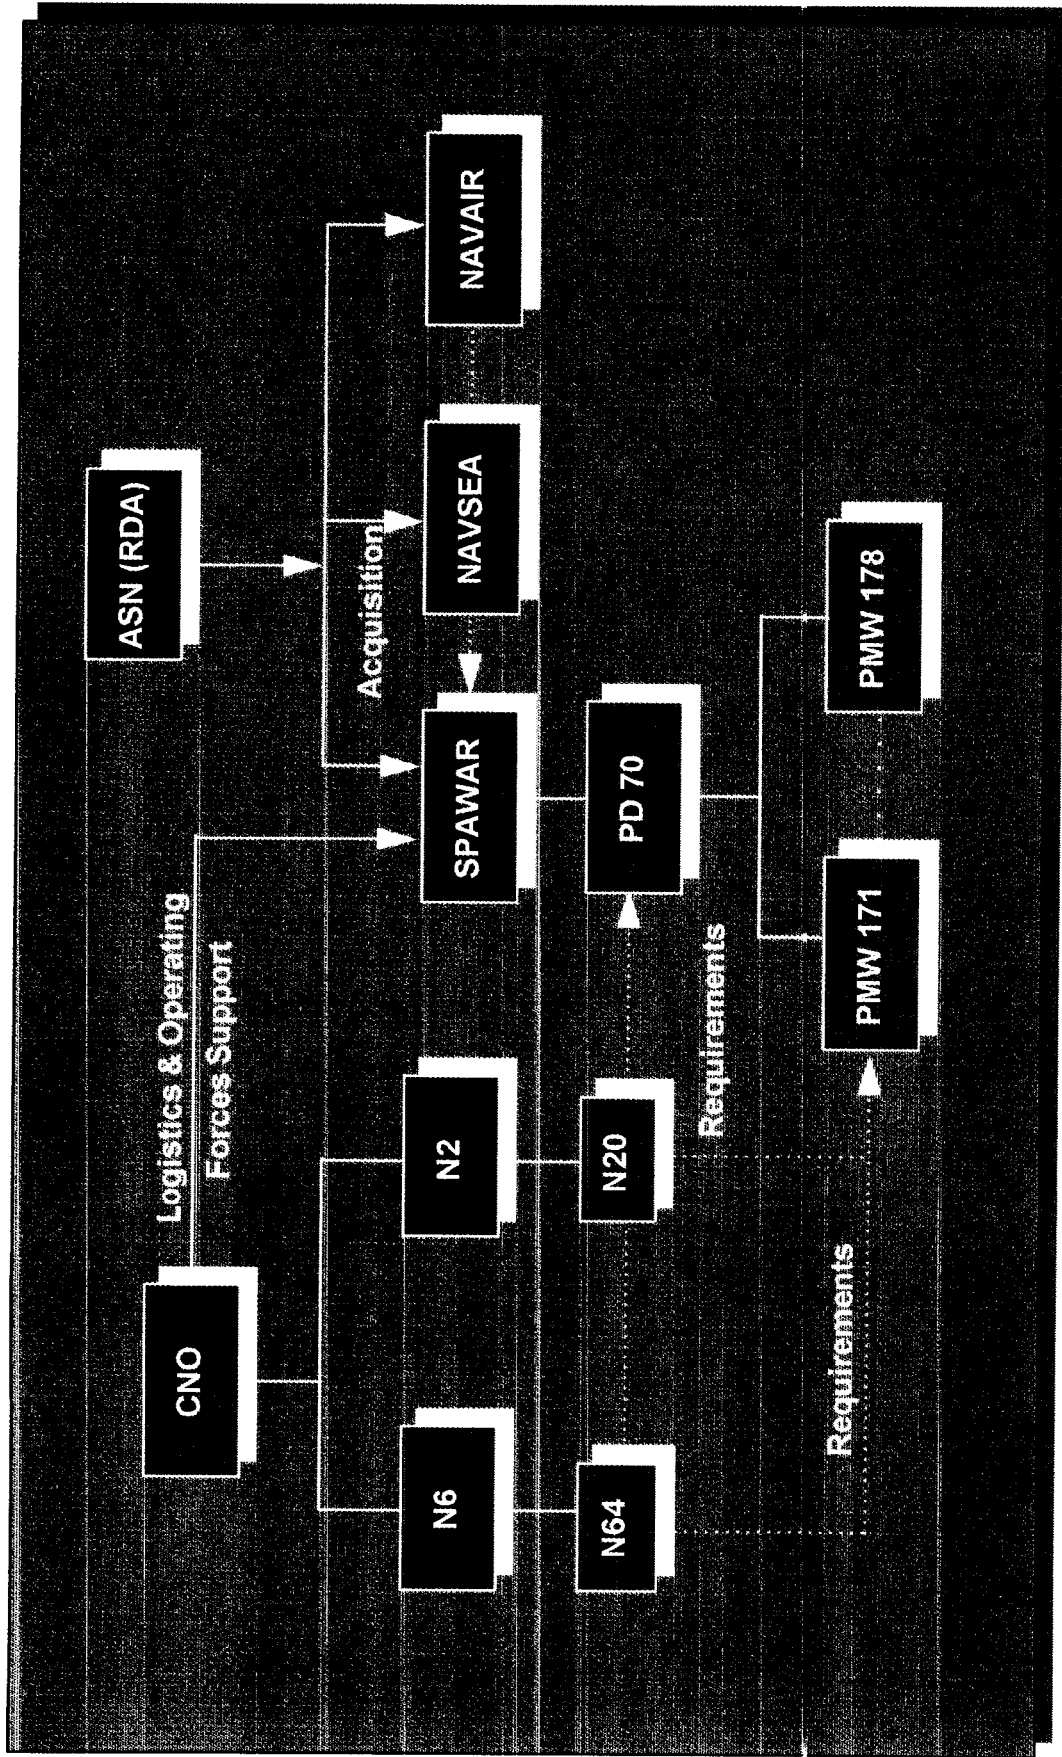 ASN (RDA)
Logistics & Operating
Forces Support
CNO
Acquisition
N6
N2
SPAWAR
NAVSEA
NAVAIR
N64
N20
PD 70
Requirements
Requirements
PMW 171
PMW 178